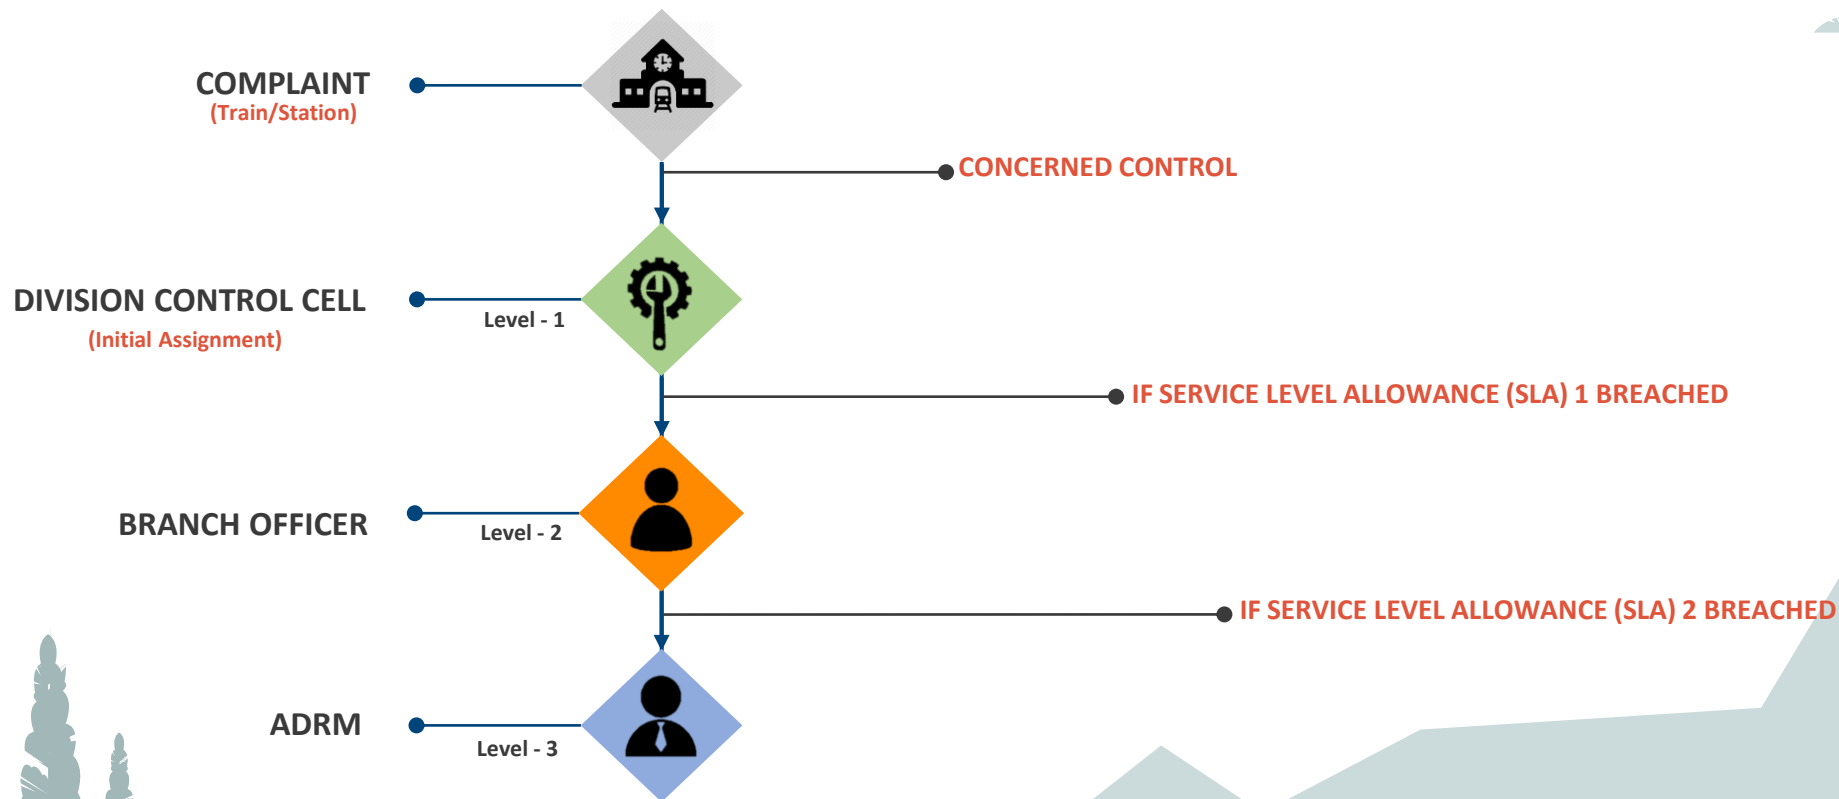 COMPLAINT
(Train/Station)
CONCERNED CONTROL
DIVISION CONTROL CELL
(Initial Assignment)
Level - 1
IF SERVICE LEVEL ALLOWANCE (SLA) 1 BREACHED
BRANCH OFFICER
Level - 2
IF SERVICE LEVEL ALLOWANCE (SLA) 2 BREACHED
ADRM
Level - 3